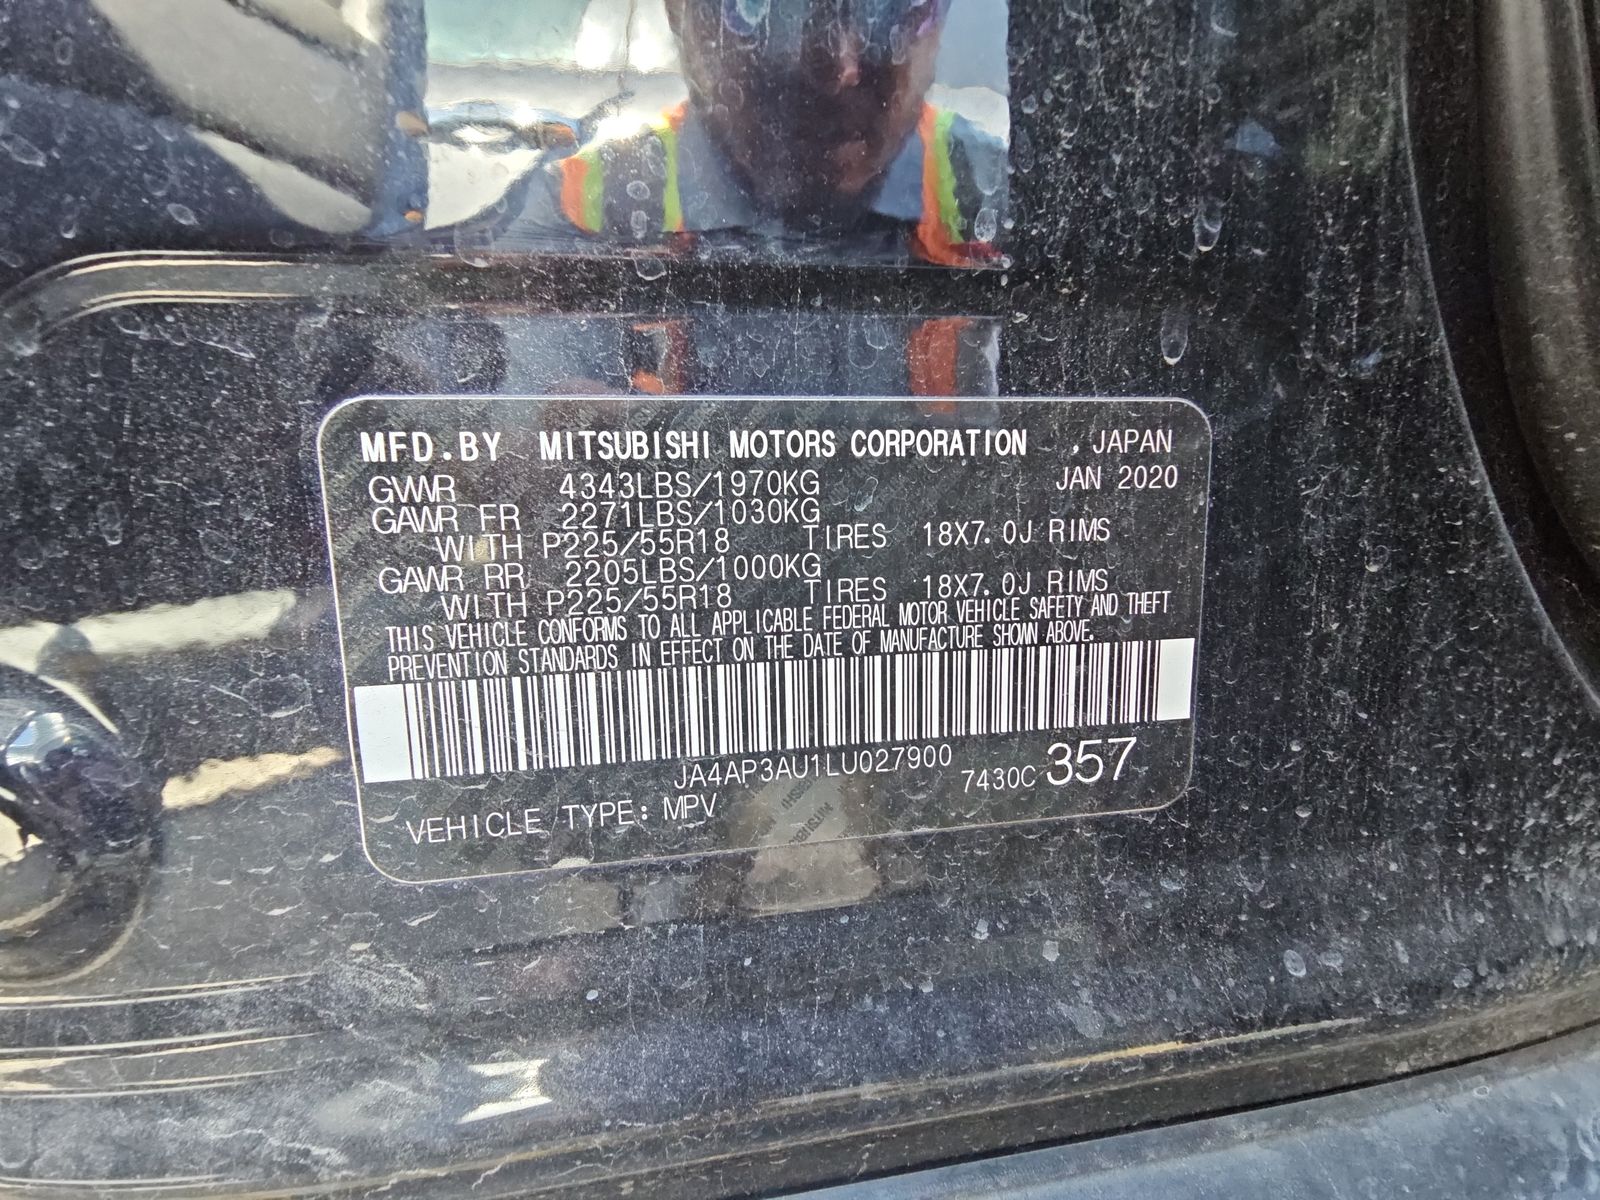 MFD.BY MITSUBISHI MOTORS CORPORATION , JAPAN
GVWR 4343LBS/1970KG JAN 2020
GAWR FR 2271LBS/1030KG
WITH P225/55R18 TIRES 18X7.0J RIMS
GAWR RR 2205LBS/1000KG
WITH P225/55R18 TIRES 18X7.0J RIMS
THIS VEHICLE CONFORMS TO ALL APPLICABLE FEDERAL MOTOR VEHICLE SAFETY AND THEFT
PREVENTION STANDARDS IN EFFECT ON THE DATE OF MANUFACTURE SHOWN ABOVE.
JA4AP3AU1LU027900 7430C 357
VEHICLE TYPE: MPV